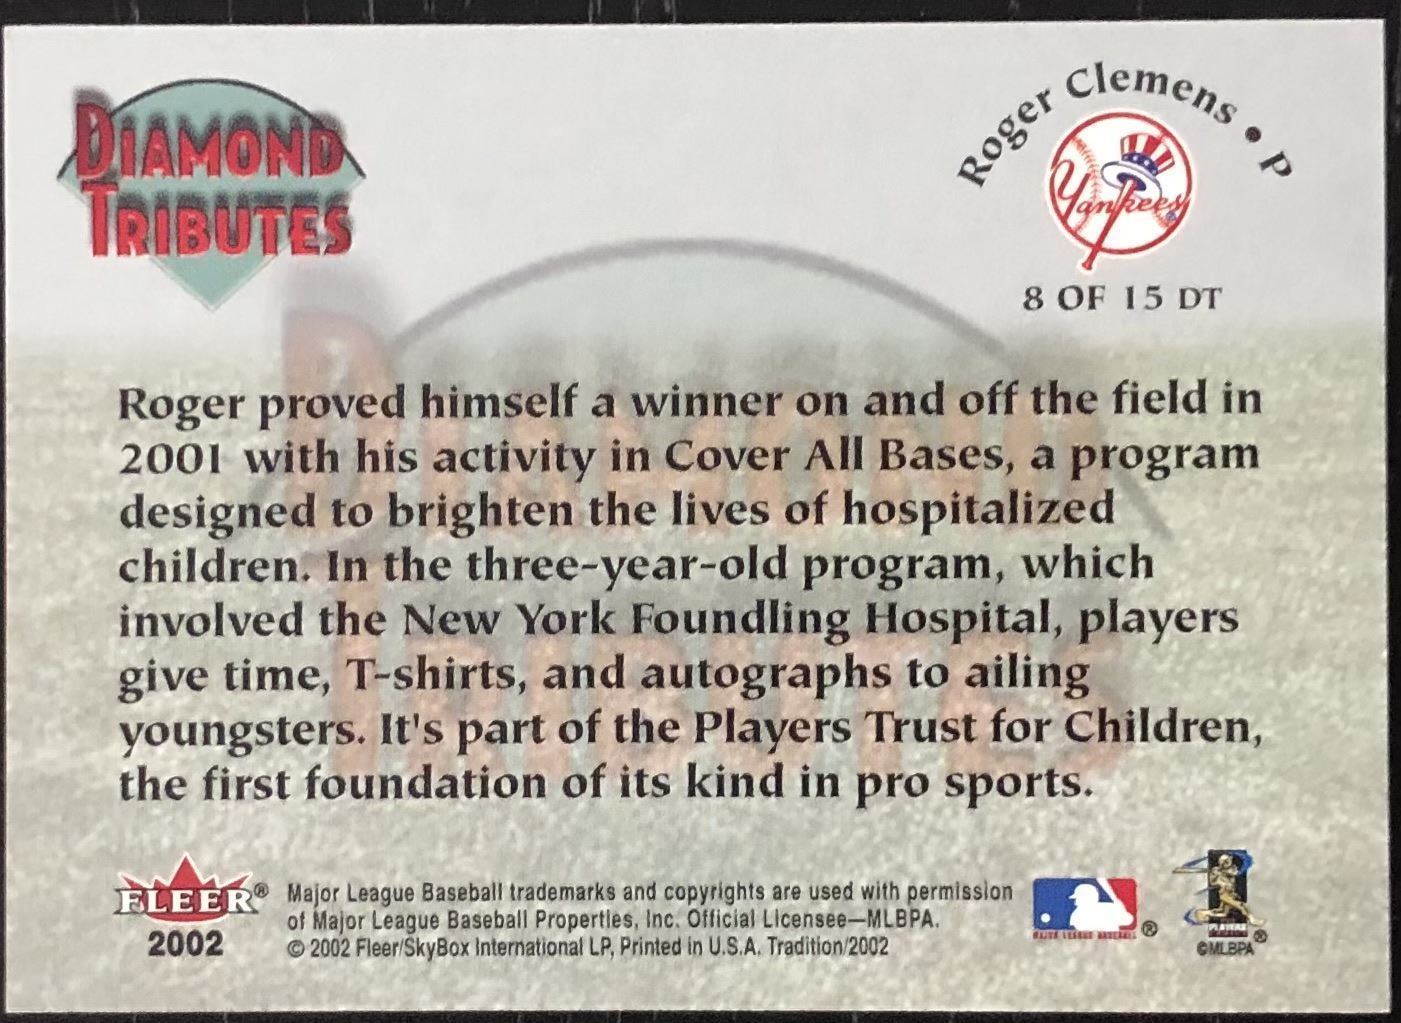 DIAMOND
TRIBUTES
Roger Clemens • P
Yankees
8 OF 15 DT
Roger proved himself a winner on and off the field in
2001 with his activity in Cover All Bases, a program
designed to brighten the lives of hospitalized
children. In the three-year-old program, which
involved the New York Foundling Hospital, players
give time, T-shirts, and autographs to ailing
youngsters. It's part of the Players Trust for Children,
the first foundation of its kind in pro sports.
FLEER®
2002
Major League Baseball trademarks and copyrights are used with permission
of Major League Baseball Properties, Inc. Official Licensee—MLBPA.
© 2002 Fleer/SkyBox International LP, Printed in U.S.A. Tradition/2002
MAJOR LEAGUE BASEBALL ®
©MLBPA ®